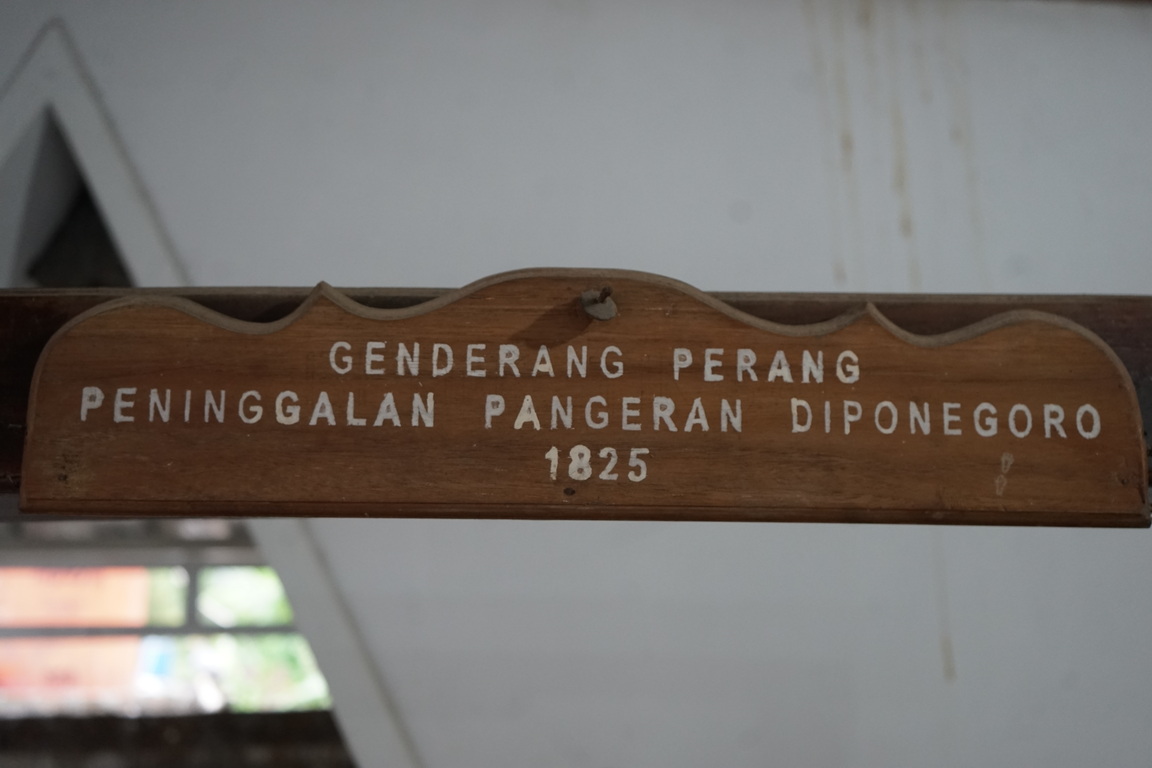 GENDERANG PERANG
PENINGGALAN PANGERAN DIPONEGORO
1825